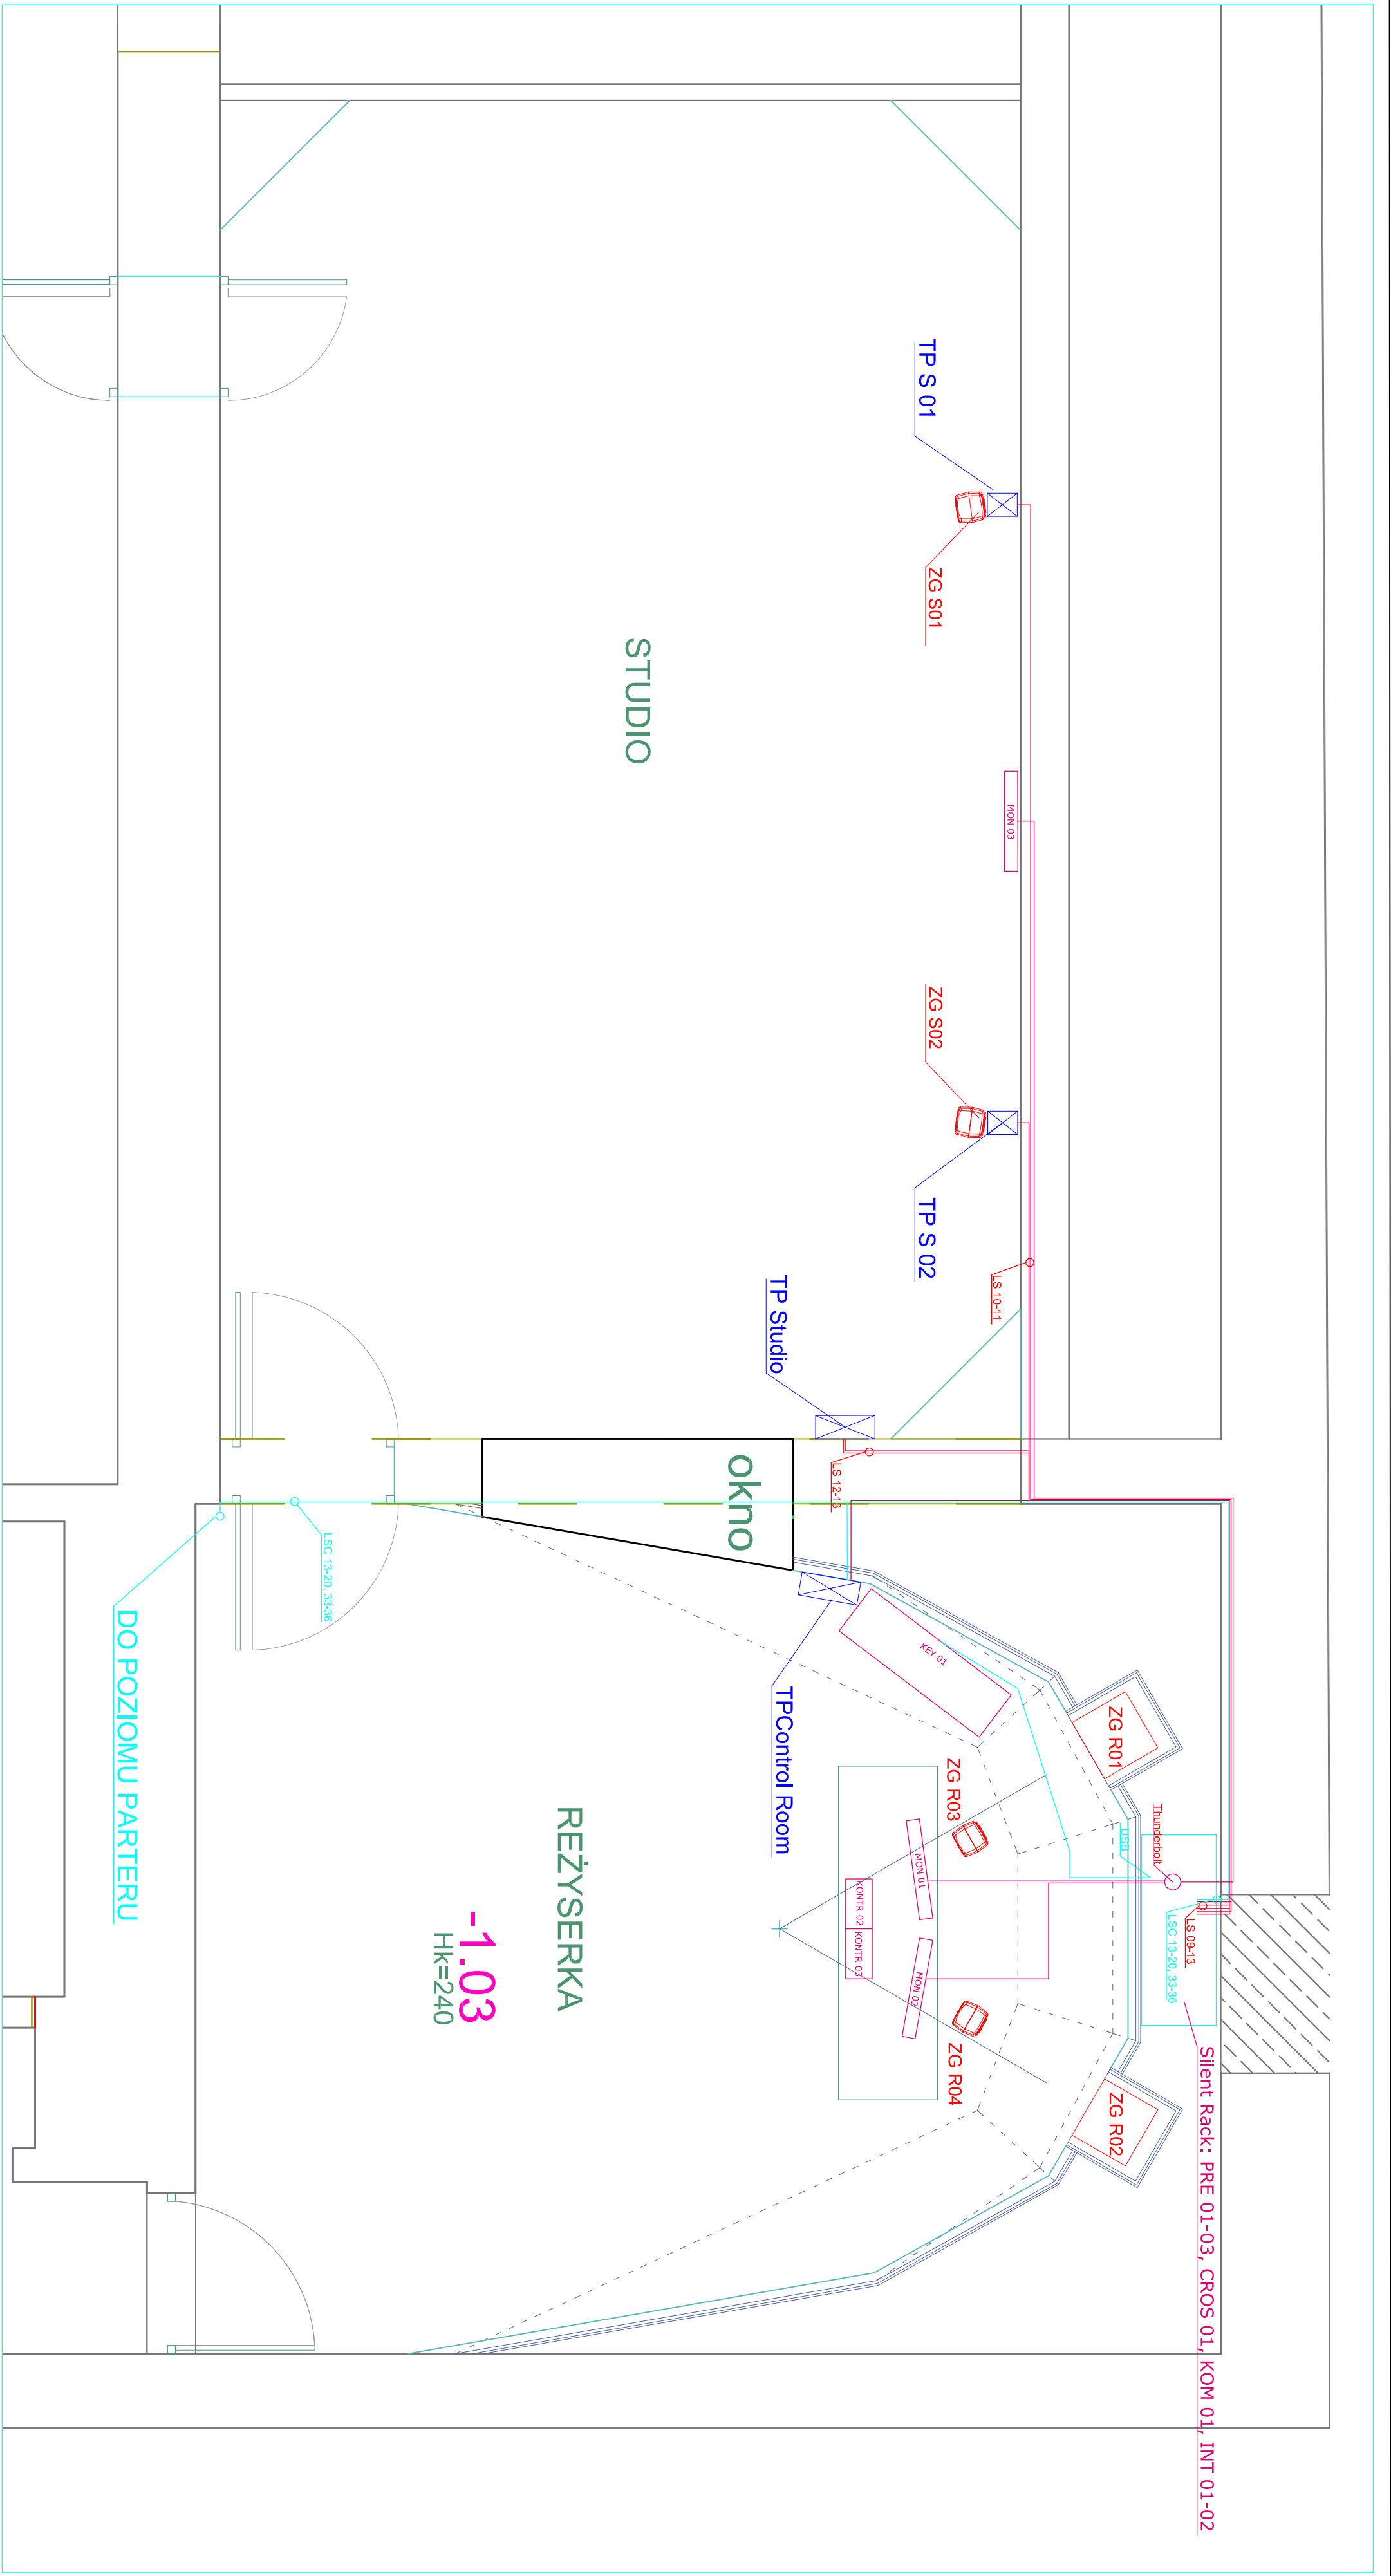 TP S 01
ZG S01
STUDIO
MON 03
ZG S02
TP S 02
LS 10-11
TP Studio
okno
LS 12-13
LSC 13-20, 33-36
DO POZIOMU PARTERU
KEY 01
TPControl Room
ZG R01
ZG R03
Thunderbolt
USB
MON 01
KONTR 02
KONTR 03
MON 02
REŻYSERKA
-1.03
Hk=240
LS 09-13
LSC 13-20, 33-36
ZG R04
ZG R02
Silent Rack: PRE 01-03, CROS 01, KOM 01, INT 01-02